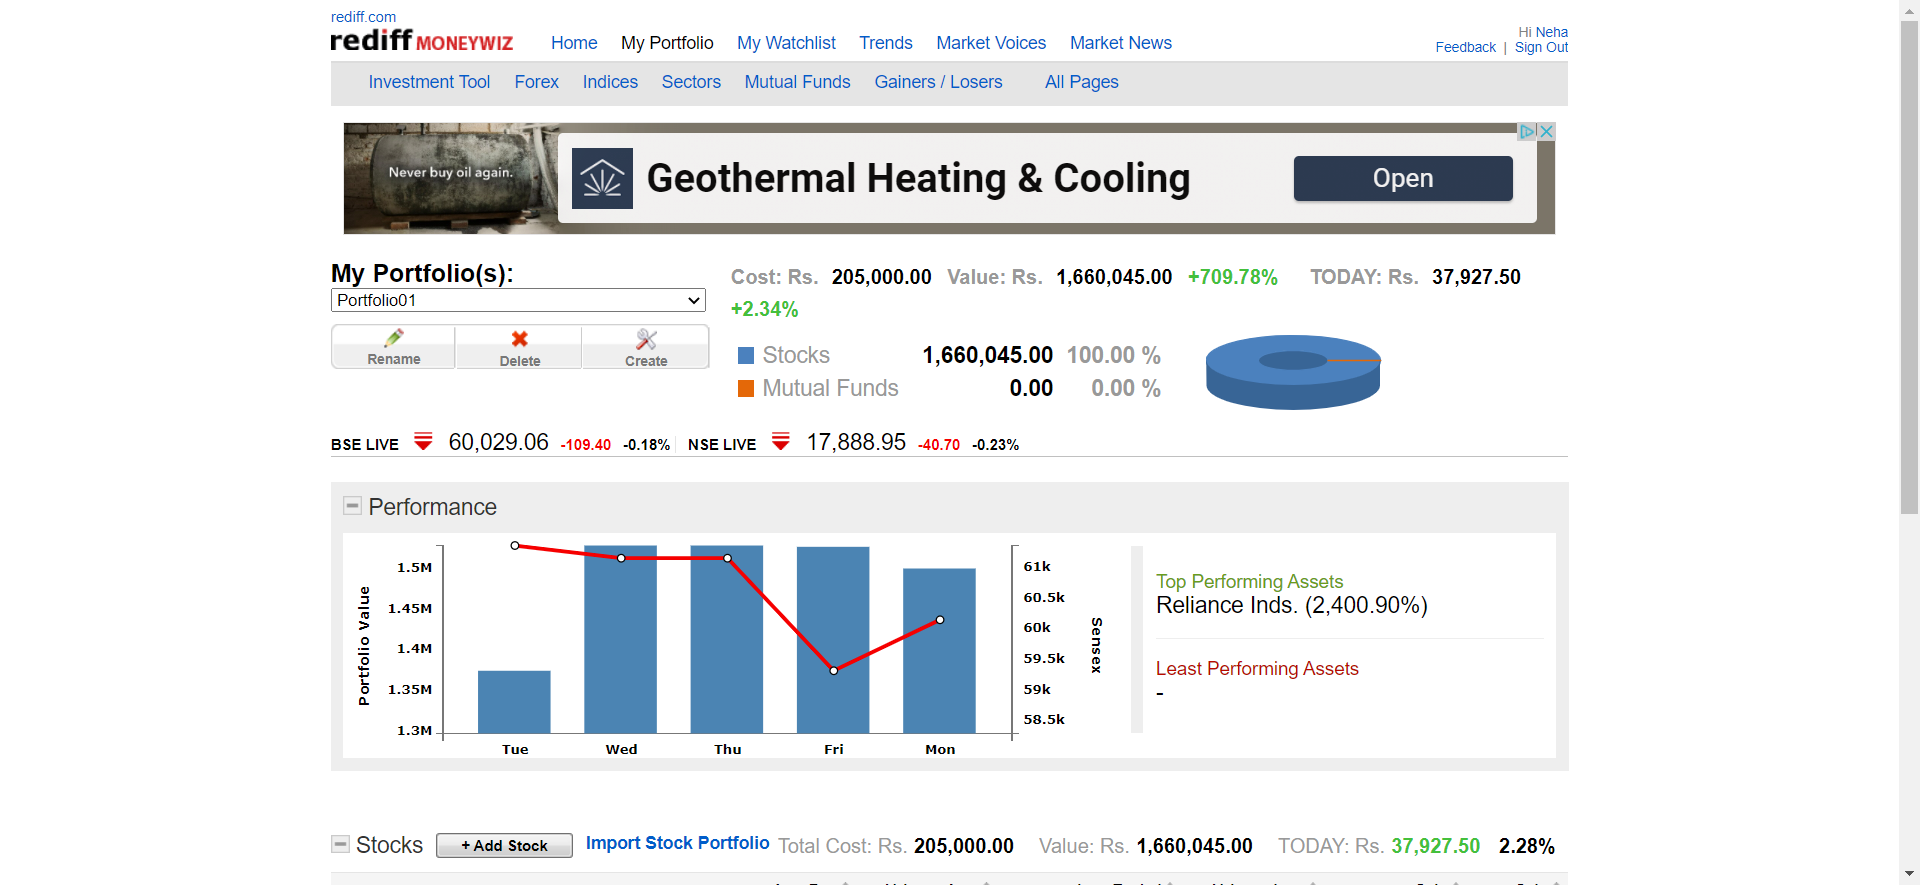 rediff.com
rediff MONEYWIZ
Home My Portfolio My Watchlist Trends Market Voices Market News
Hi Neha
Feedback | Sign Out
Investment Tool Forex Indices Sectors Mutual Funds Gainers / Losers All Pages
Never buy oil again.
Geothermal Heating & Cooling
Open
My Portfolio(s):
Portfolio01
Rename Delete Create
Cost: Rs. 205,000.00 Value: Rs. 1,660,045.00 +709.78% TODAY: Rs. 37,927.50
+2.34%
Stocks 1,660,045.00 100.00 %
Mutual Funds 0.00 0.00 %
BSE LIVE 60,029.06 -109.40 -0.18% NSE LIVE 17,888.95 -40.70 -0.23%
Performance
Portfolio Value
1.5M
1.45M
1.4M
1.35M
1.3M
Tue Wed Thu Fri Mon
61k
60.5k
60k
59.5k
59k
58.5k
Sensex
Top Performing Assets
Reliance Inds. (2,400.90%)
Least Performing Assets
-
Stocks + Add Stock Import Stock Portfolio Total Cost: Rs. 205,000.00 Value: Rs. 1,660,045.00 TODAY: Rs. 37,927.50 2.28%